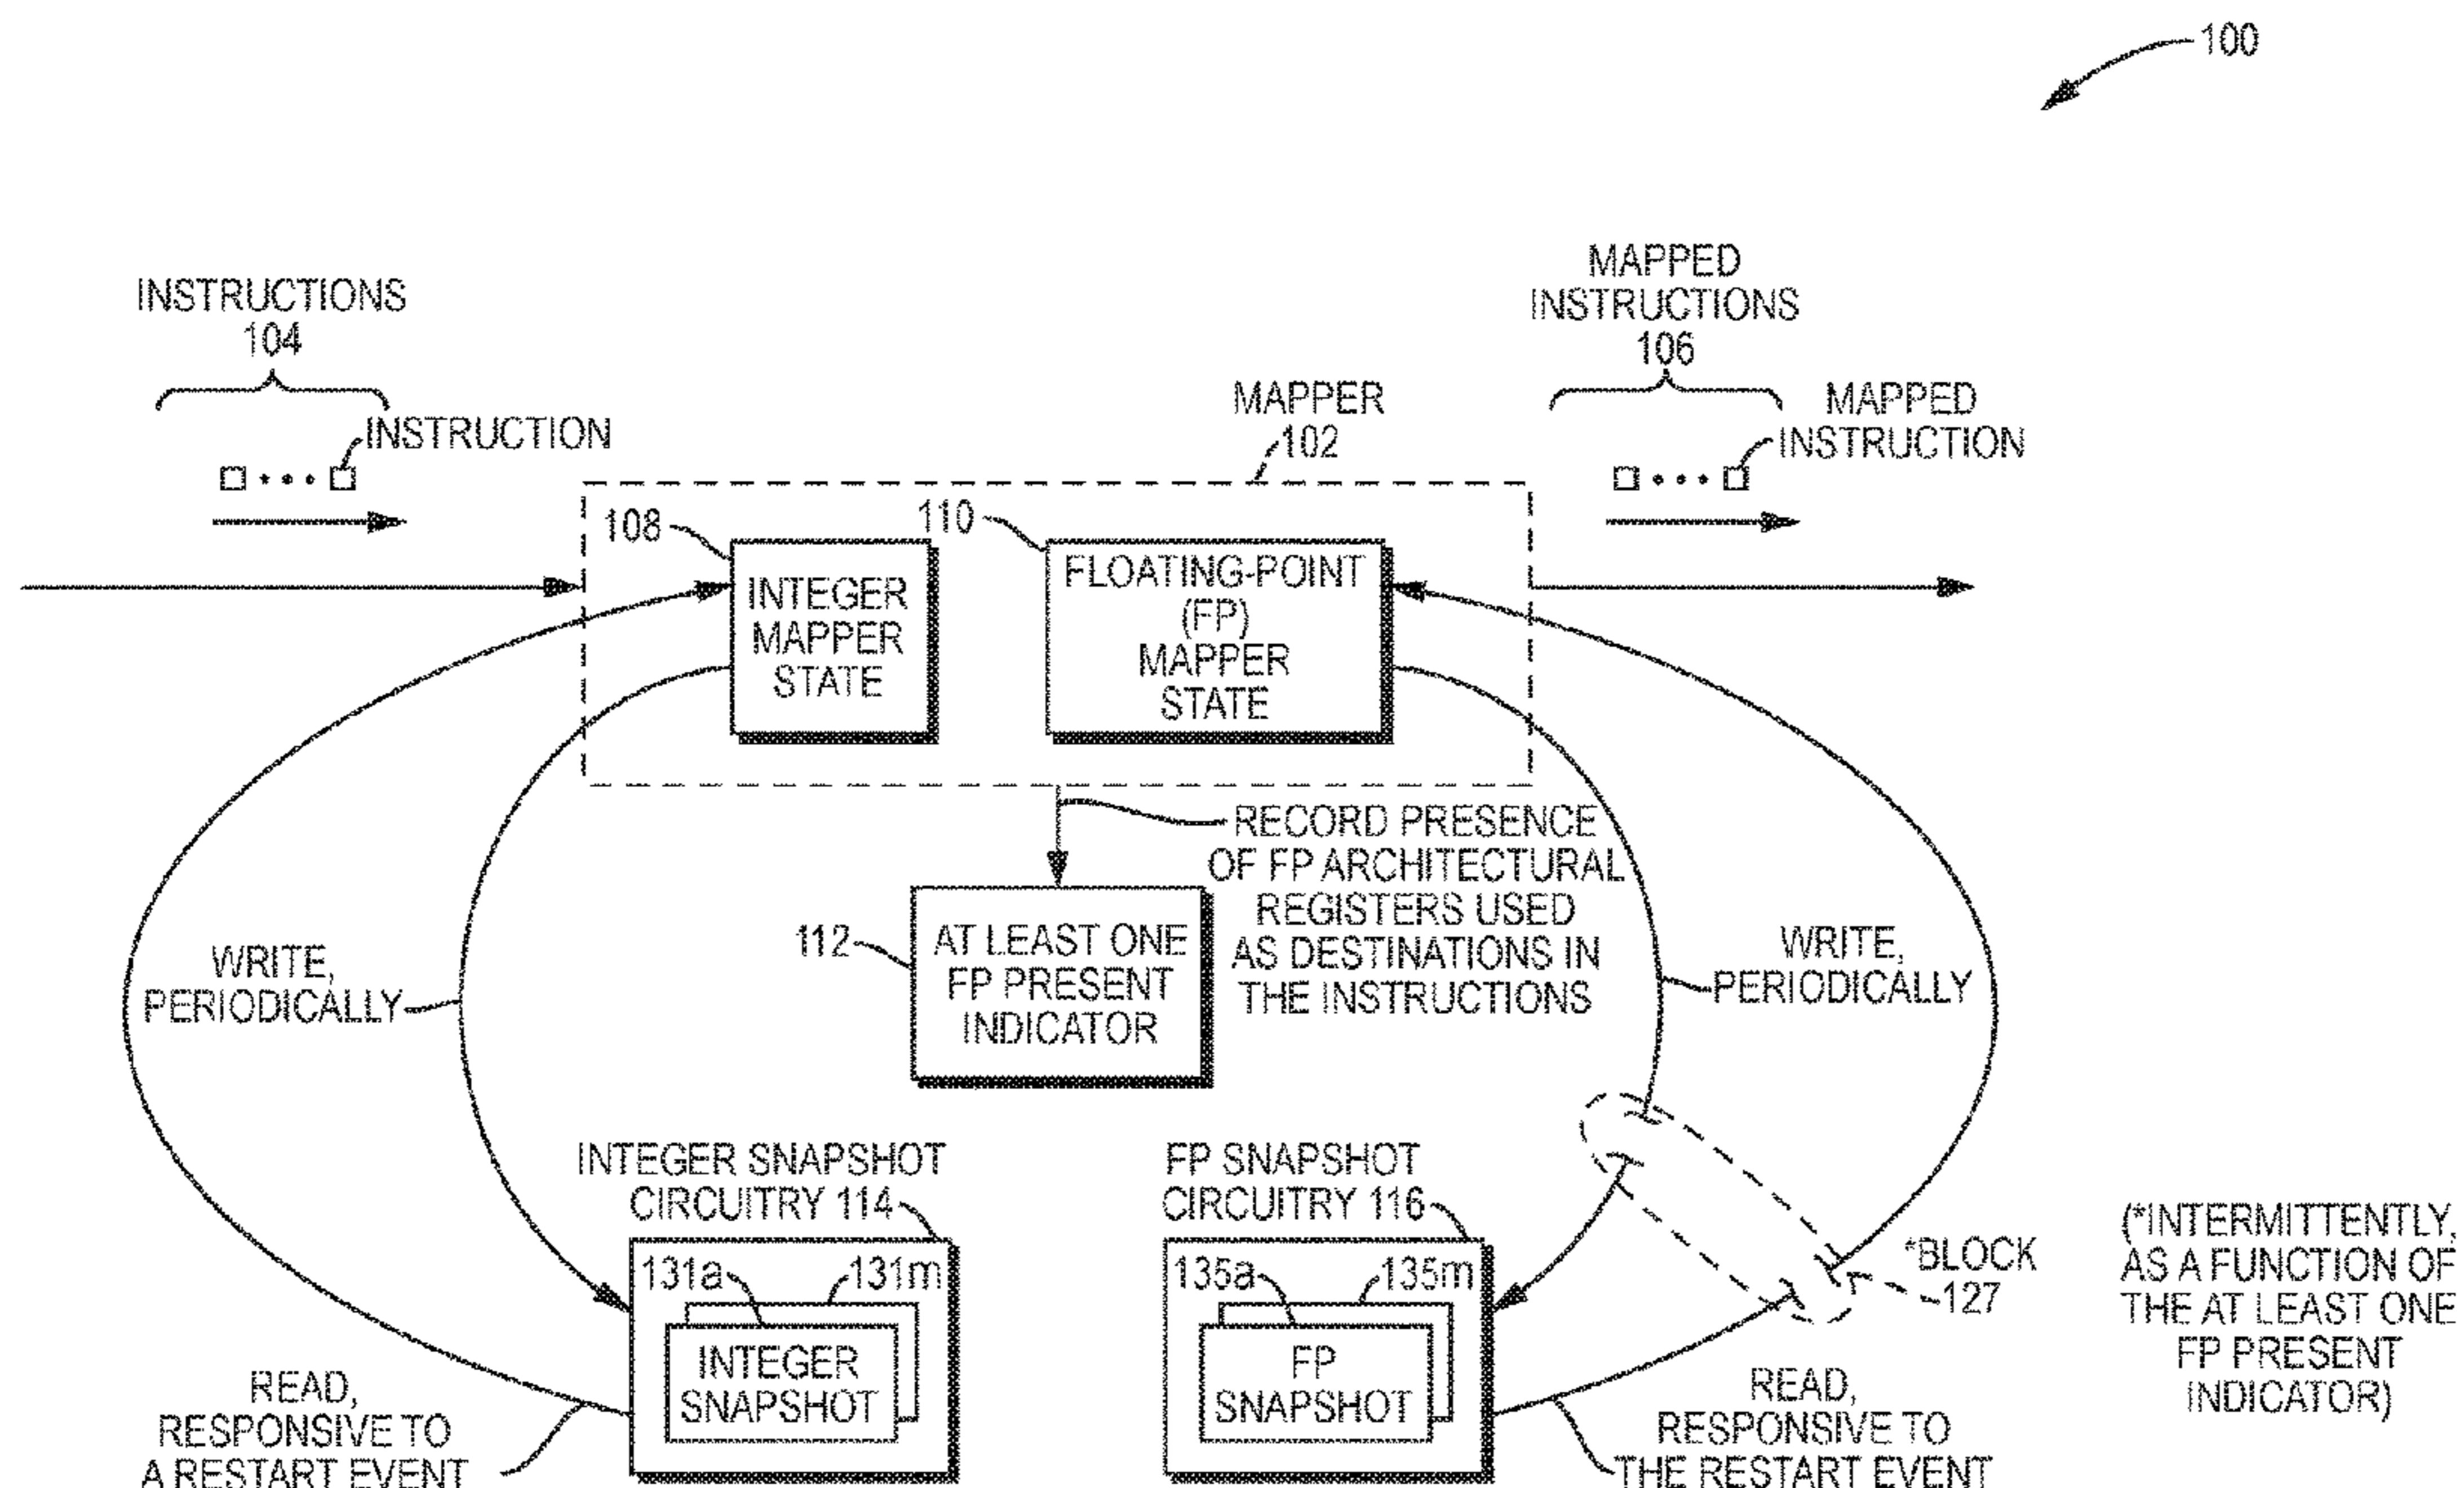 100
INSTRUCTIONS
104
INSTRUCTION
MAPPED
INSTRUCTIONS
106
MAPPED
INSTRUCTION
MAPPER
102
108
INTEGER
MAPPER
STATE
110
FLOATING-POINT
(FP)
MAPPER
STATE
RECORD PRESENCE
OF FP ARCHITECTURAL
REGISTERS USED
AS DESTINATIONS IN
THE INSTRUCTIONS
112
AT LEAST ONE
FP PRESENT
INDICATOR
WRITE,
PERIODICALLY
WRITE,
PERIODICALLY
INTEGER SNAPSHOT
CIRCUITRY 114
131a
131m
INTEGER
SNAPSHOT
FP SNAPSHOT
CIRCUITRY 116
135a
135m
FP
SNAPSHOT
*BLOCK
127
(*INTERMITTENTLY,
AS A FUNCTION OF
THE AT LEAST ONE
FP PRESENT
INDICATOR)
READ,
RESPONSIVE TO
A RESTART EVENT
READ,
RESPONSIVE TO
THE RESTART EVENT